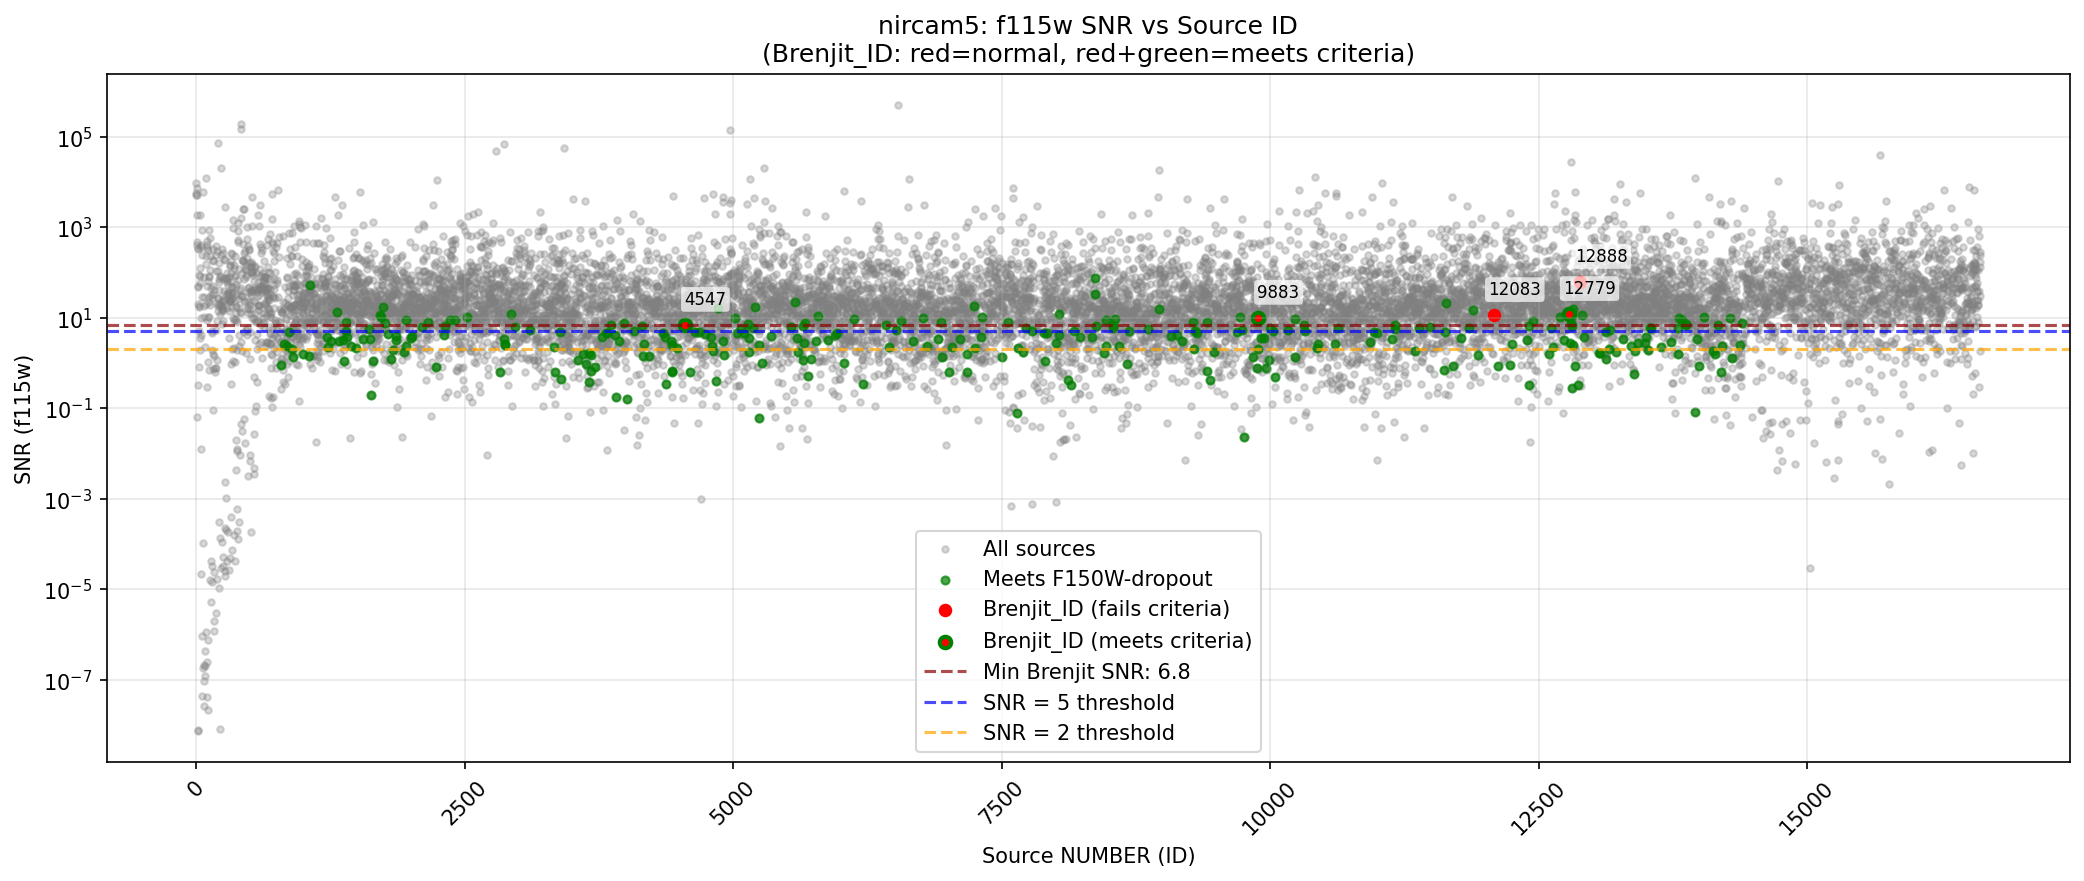 nircam5: f115w SNR vs Source ID
(Brenjit_ID: red=normal, red+green=meets criteria)
SNR (f115w)
10^5
10^3
10^1
10^-1
10^-3
10^-5
10^-7
4547
9883
12083
12779
12888
All sources
Meets F150W-dropout
Brenjit_ID (fails criteria)
Brenjit_ID (meets criteria)
Min Brenjit SNR: 6.8
SNR = 5 threshold
SNR = 2 threshold
0
2500
5000
7500
10000
12500
15000
Source NUMBER (ID)